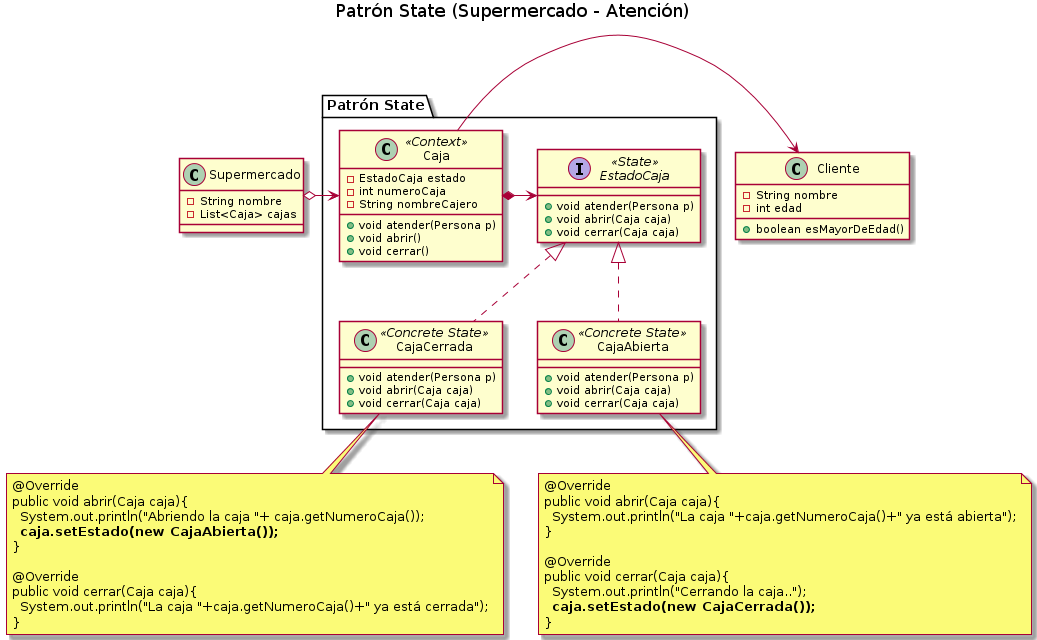 Patrón State (Supermercado - Atención)
Patrón State
C Supermercado
String nombre
List<Caja> cajas
C «Context»
Caja
EstadoCaja estado
int numeroCaja
String nombreCajero
void atender(Persona p)
void abrir()
void cerrar()
I «State»
EstadoCaja
void atender(Persona p)
void abrir(Caja caja)
void cerrar(Caja caja)
C Cliente
String nombre
int edad
boolean esMayorDeEdad()
C «Concrete State»
CajaCerrada
void atender(Persona p)
void abrir(Caja caja)
void cerrar(Caja caja)
C «Concrete State»
CajaAbierta
void atender(Persona p)
void abrir(Caja caja)
void cerrar(Caja caja)
@Override
public void abrir(Caja caja){
System.out.println("Abriendo la caja "+ caja.getNumeroCaja());
caja.setEstado(new CajaAbierta());
}
@Override
public void cerrar(Caja caja){
System.out.println("La caja "+caja.getNumeroCaja()+" ya está cerrada");
}
@Override
public void abrir(Caja caja){
System.out.println("La caja "+caja.getNumeroCaja()+" ya está abierta");
}
@Override
public void cerrar(Caja caja){
System.out.println("Cerrando la caja..");
caja.setEstado(new CajaCerrada());
}